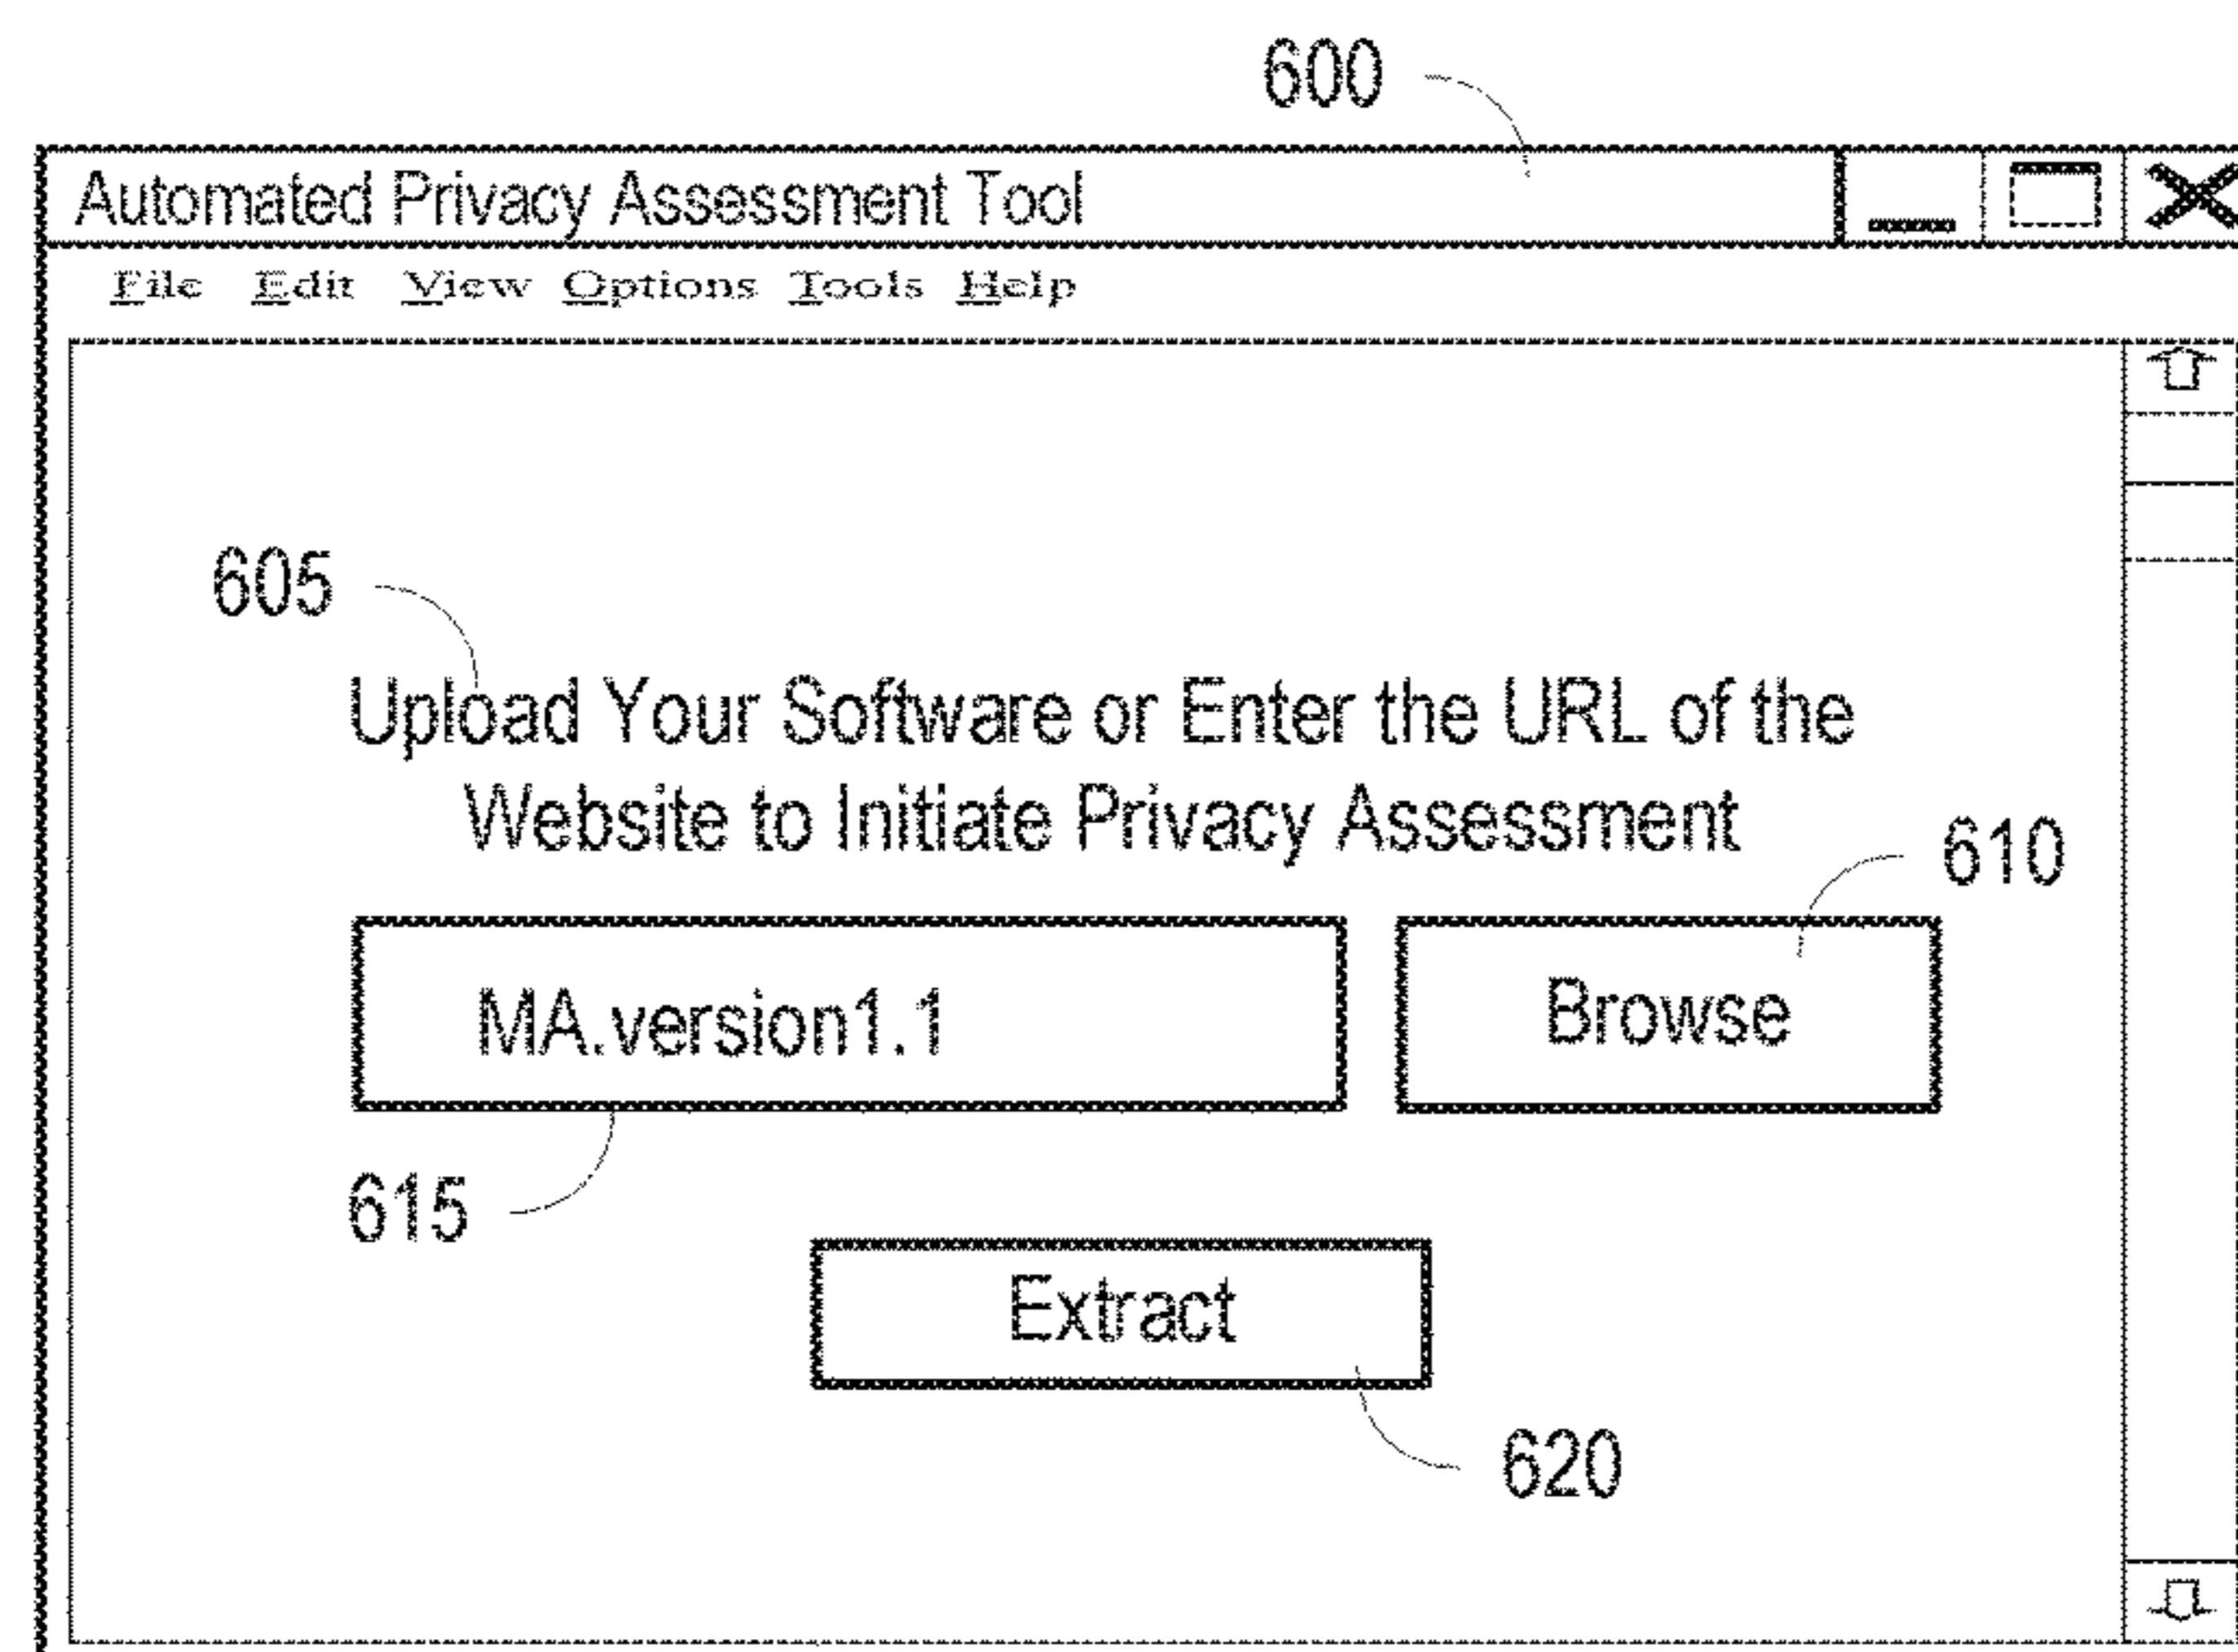 600
Automated Privacy Assessment Tool
File Edit View Options Tools Help
605
Upload Your Software or Enter the URL of the
Website to Initiate Privacy Assessment
610
MA.version1.1
Browse
615
Extract
620